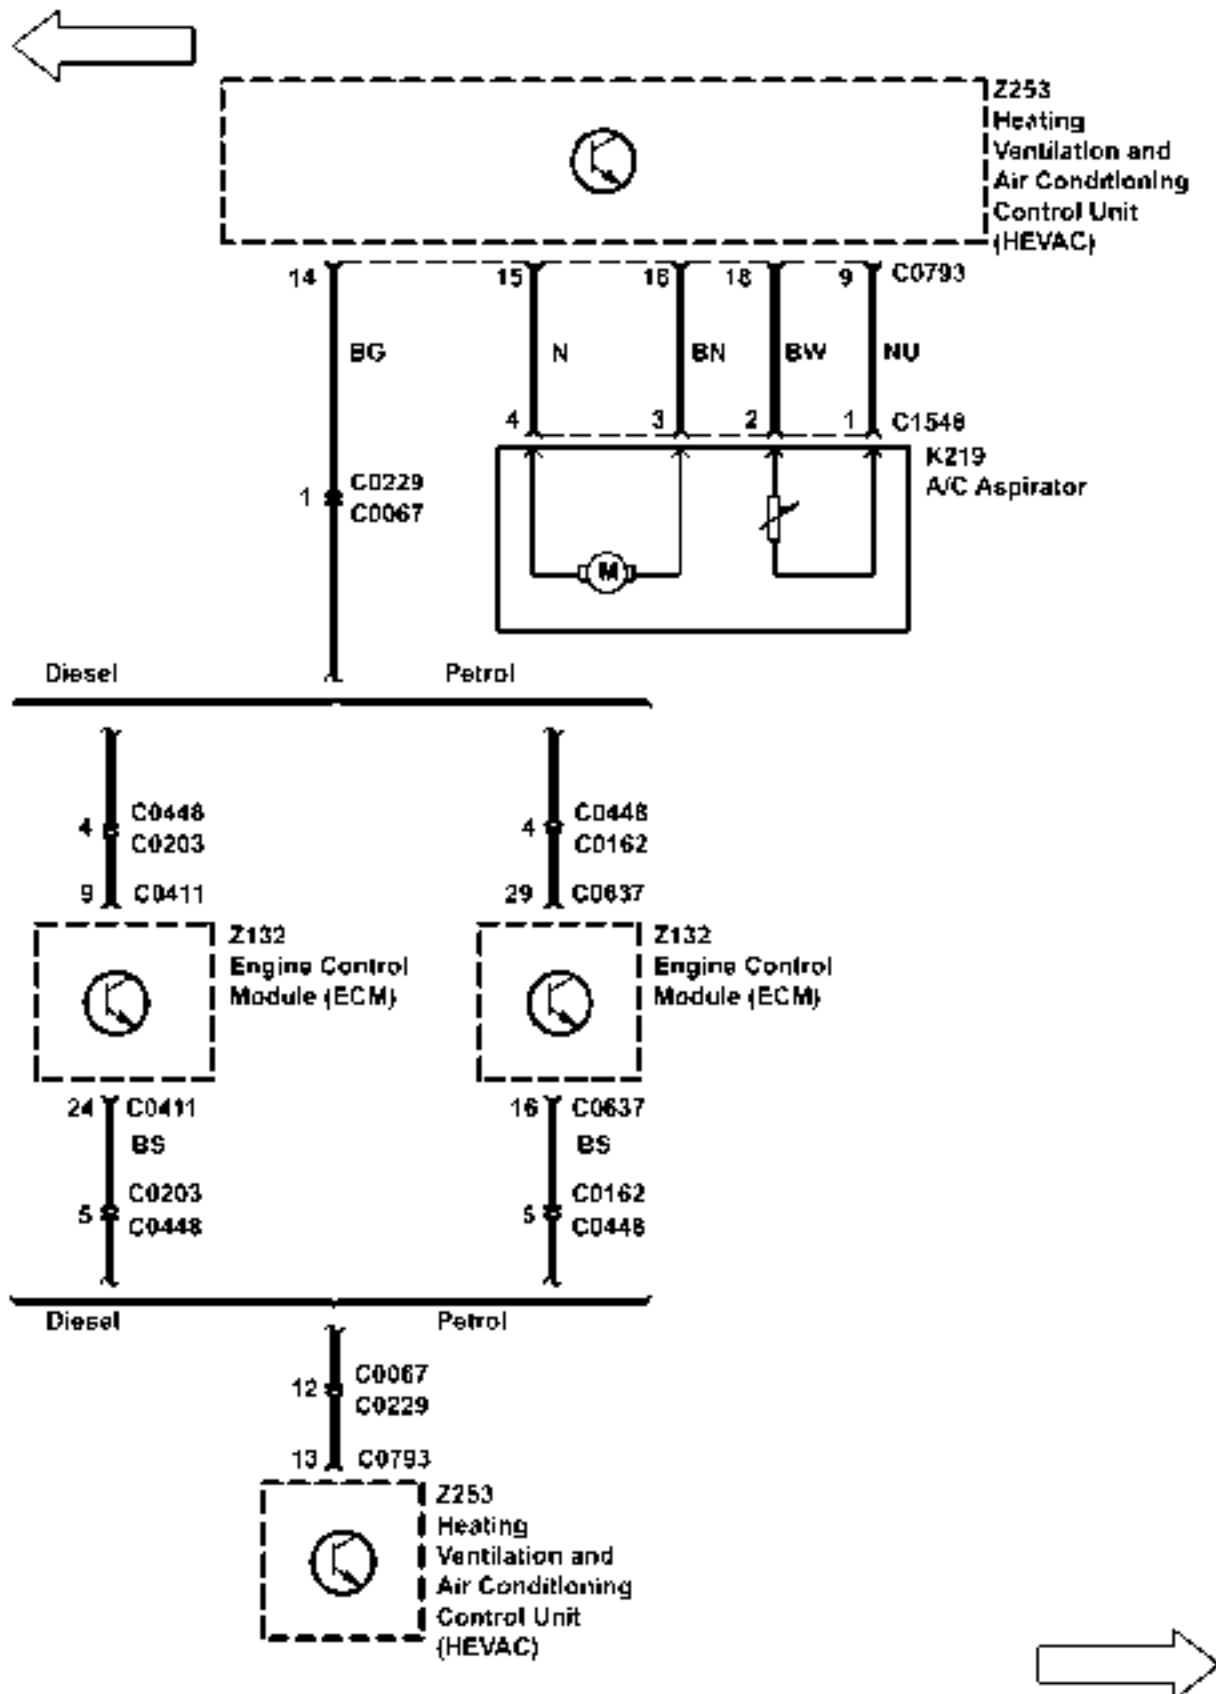 Z253
Heating
Ventilation and
Air Conditioning
Control Unit
(HEVAC)
14 15 16 18 9 C0793
BG N BN BW NU
4 3 2 1 C1548
K219
A/C Aspirator
1 C0229
C0067
M
Diesel Petrol
4 C0448
C0203
4 C0448
C0162
9 C0411
29 C0637
Z132
Engine Control
Module (ECM)
Z132
Engine Control
Module (ECM)
24 C0411
BS
16 C0637
BS
5 C0203
C0448
5 C0162
C0448
Diesel Petrol
12 C0067
C0229
13 C0793
Z253
Heating
Ventilation and
Air Conditioning
Control Unit
(HEVAC)